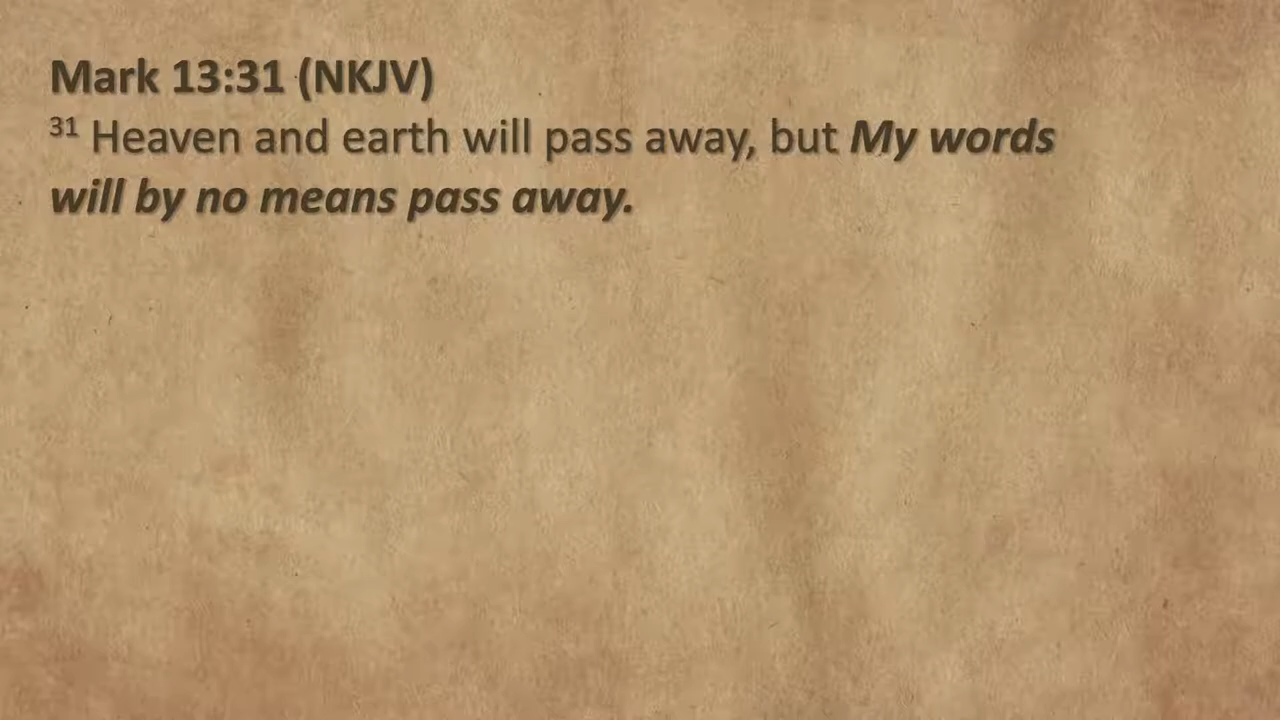 Mark 13:31 (NKJV)
31 Heaven and earth will pass away, but My words
will by no means pass away.